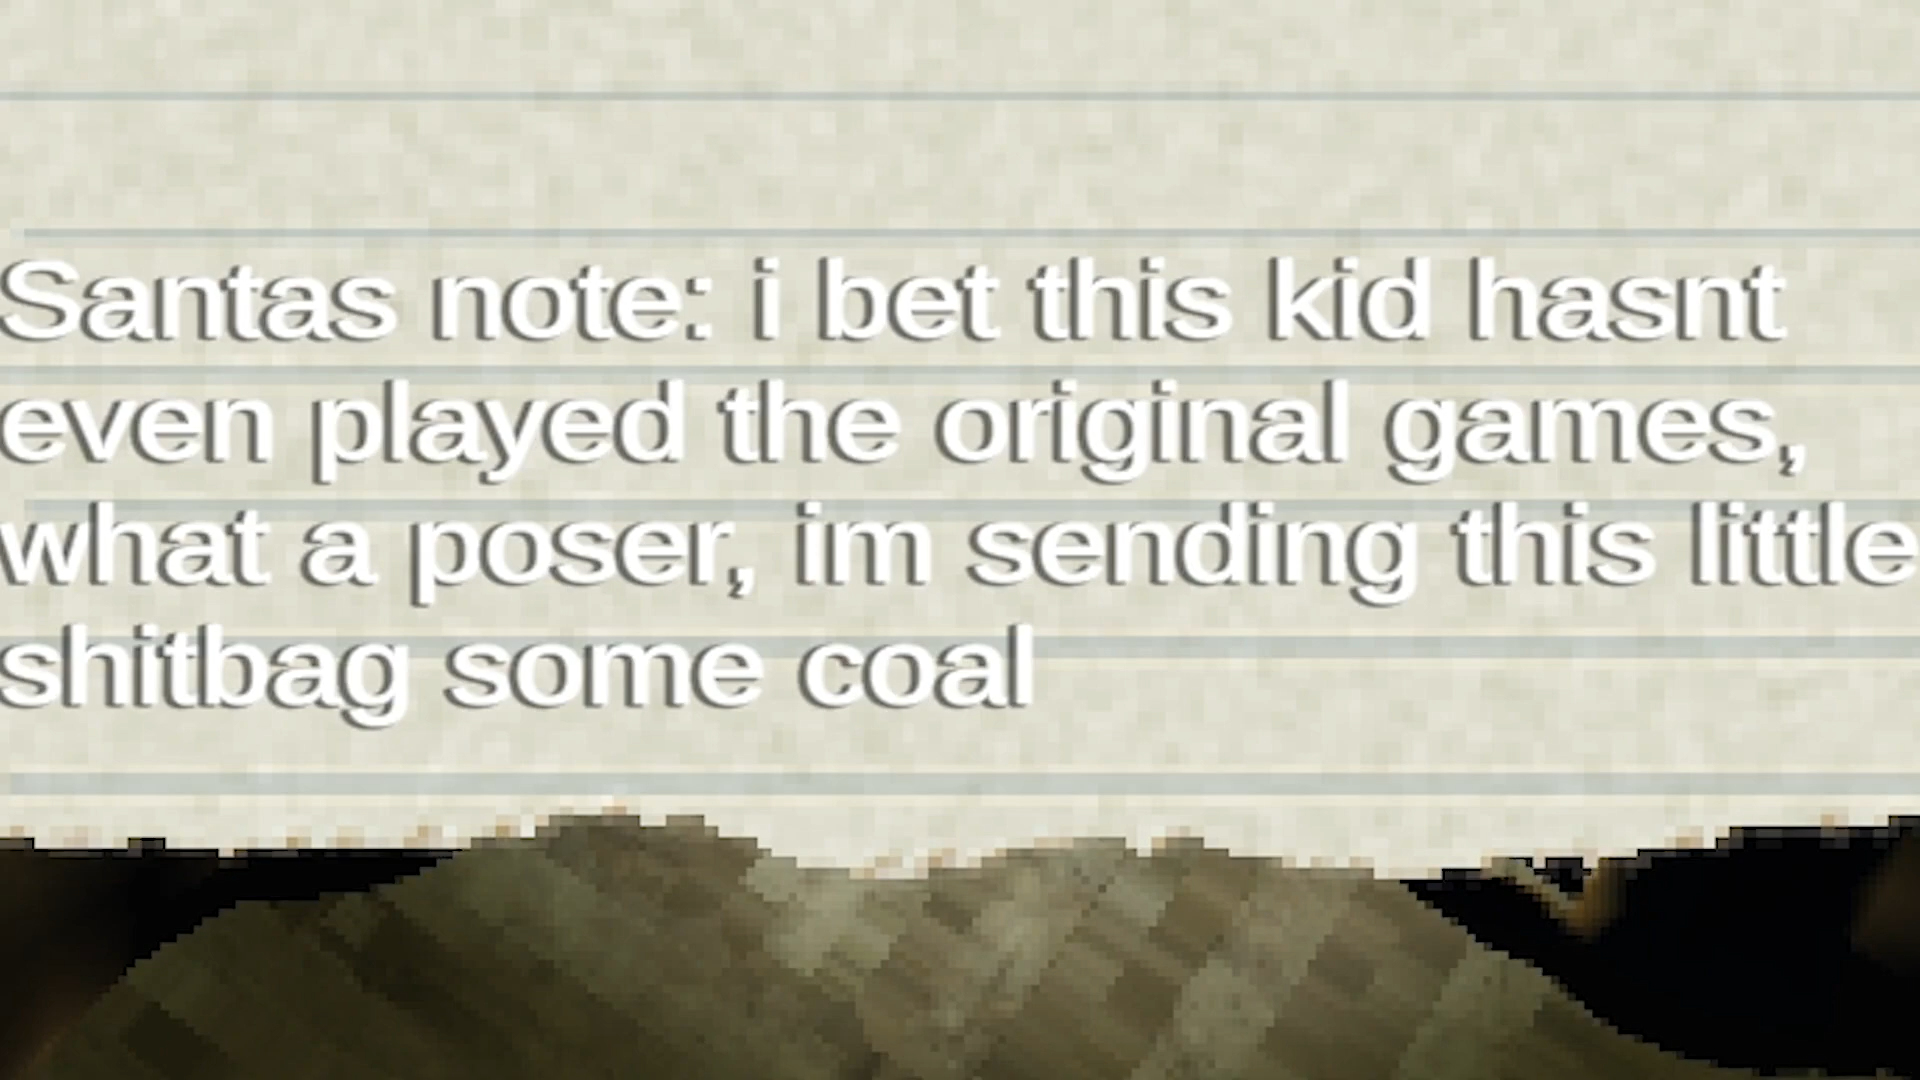 Santas note: i bet this kid hasnt
even played the original games,
what a poser, im sending this little
shitbag some coal